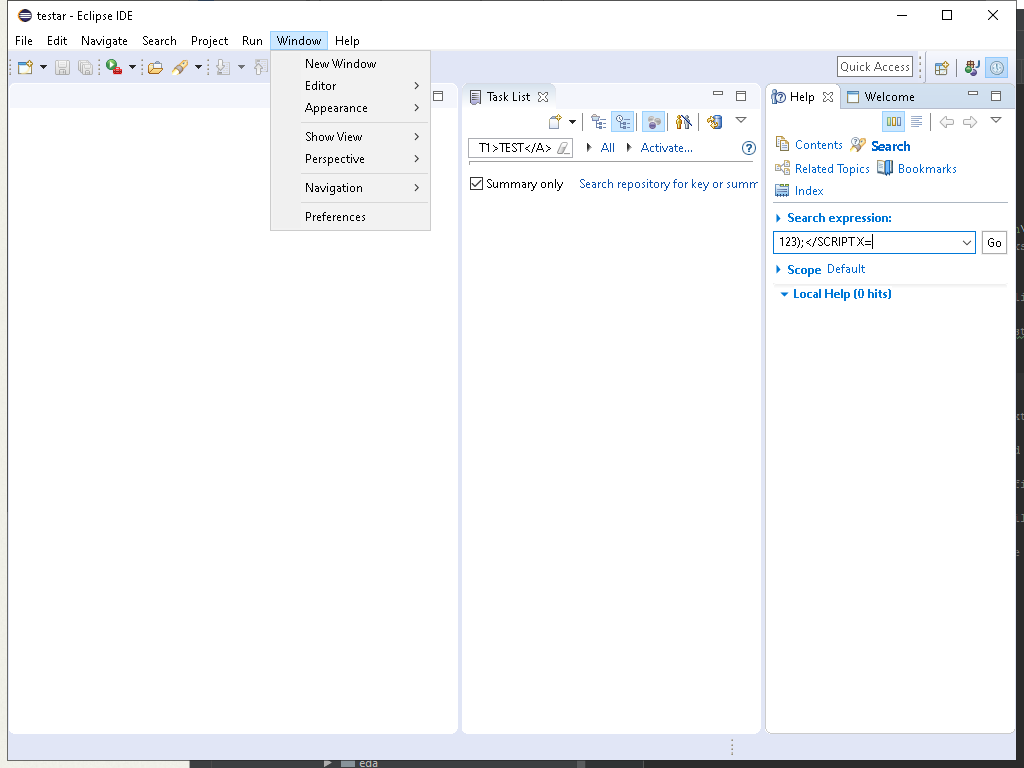 testar - Eclipse IDE
File Edit Navigate Search Project Run Window Help
New Window
Editor
Appearance
Show View
Perspective
Navigation
Preferences
Quick Access
Task List
T1>TEST</A>
All
Activate...
Summary only
Search repository for key or summ
Help
Welcome
Contents
Search
Related Topics
Bookmarks
Index
Search expression:
123);</SCRIPT X=
Go
Scope Default
Local Help (0 hits)
eda